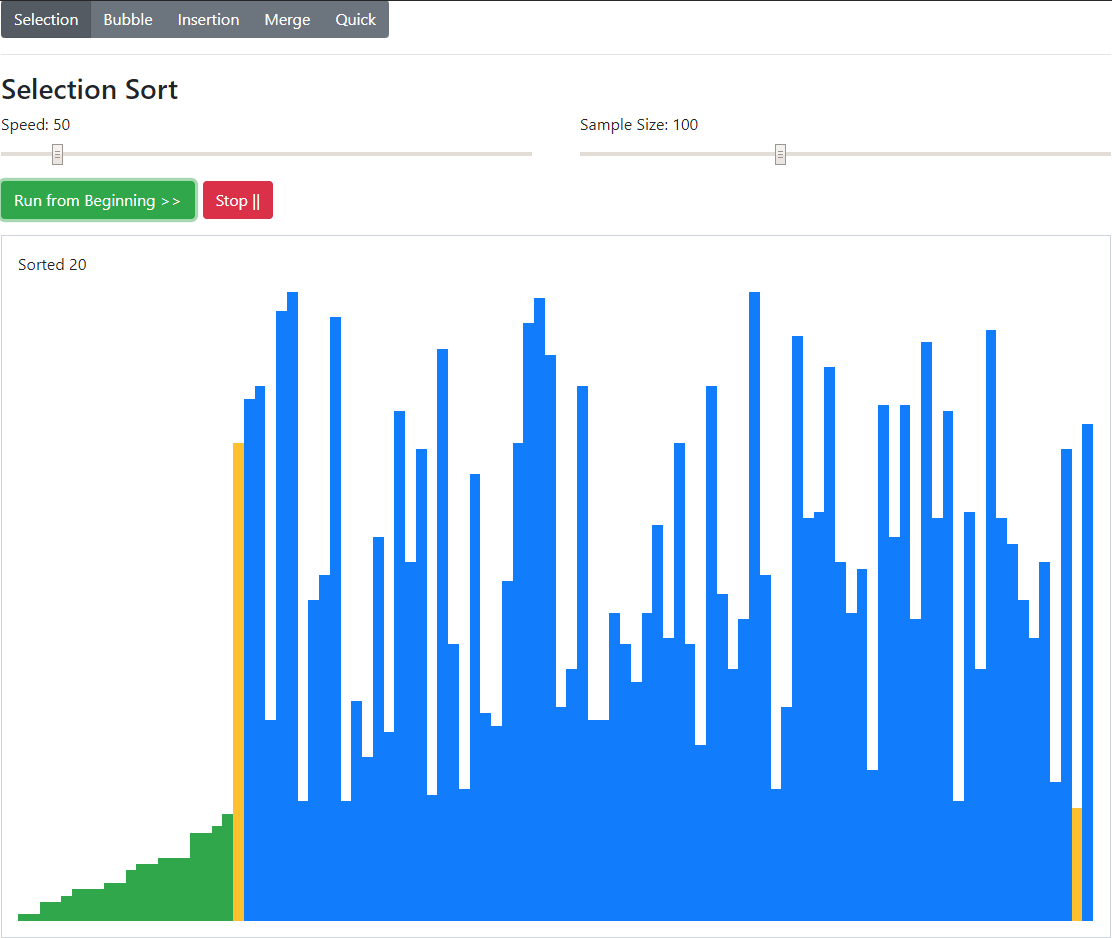 Selection Bubble Insertion Merge Quick
Selection Sort
Speed: 50 Sample Size: 100
Run from Beginning >> Stop ||
Sorted 20